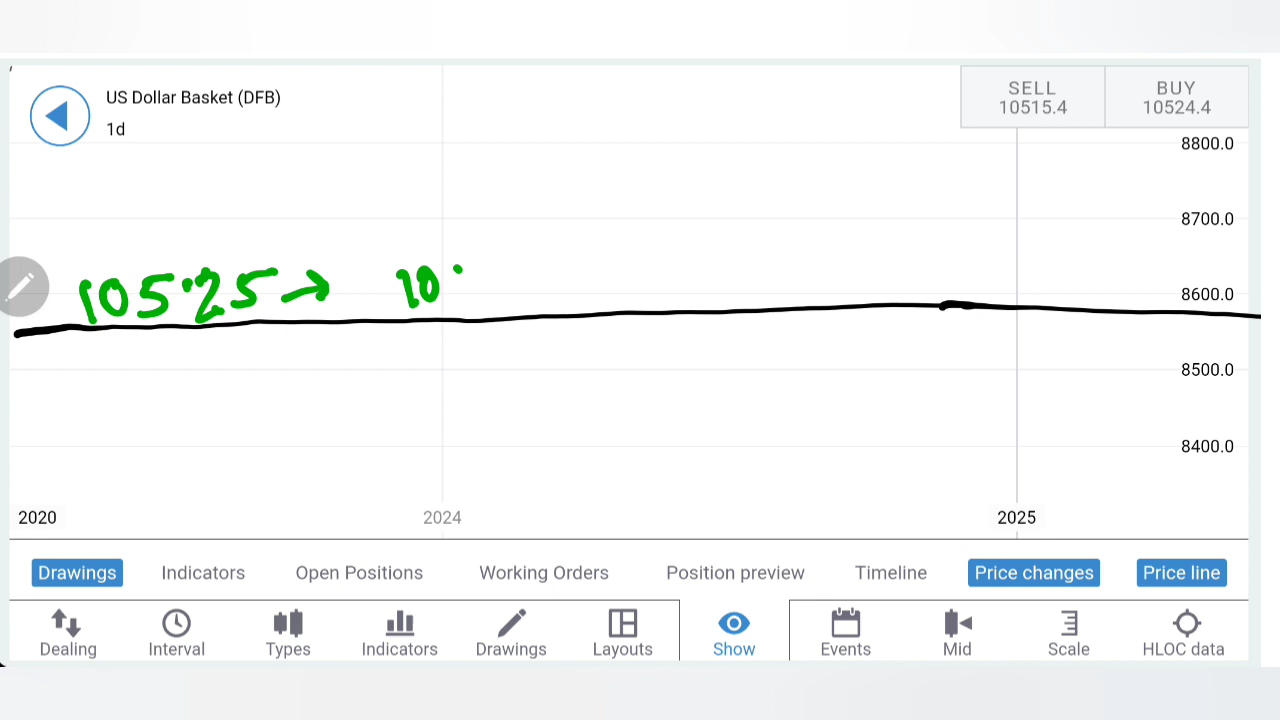 US Dollar Basket (DFB)
1d
SELL
10515.4
BUY
10524.4
8800.0
8700.0
10525 → 10
8600.0
8500.0
8400.0
2020 2024 2025
Drawings Indicators Open Positions Working Orders Position preview Timeline Price changes Price line
Dealing Interval Types Indicators Drawings Layouts Show Events Mid Scale HLOC data